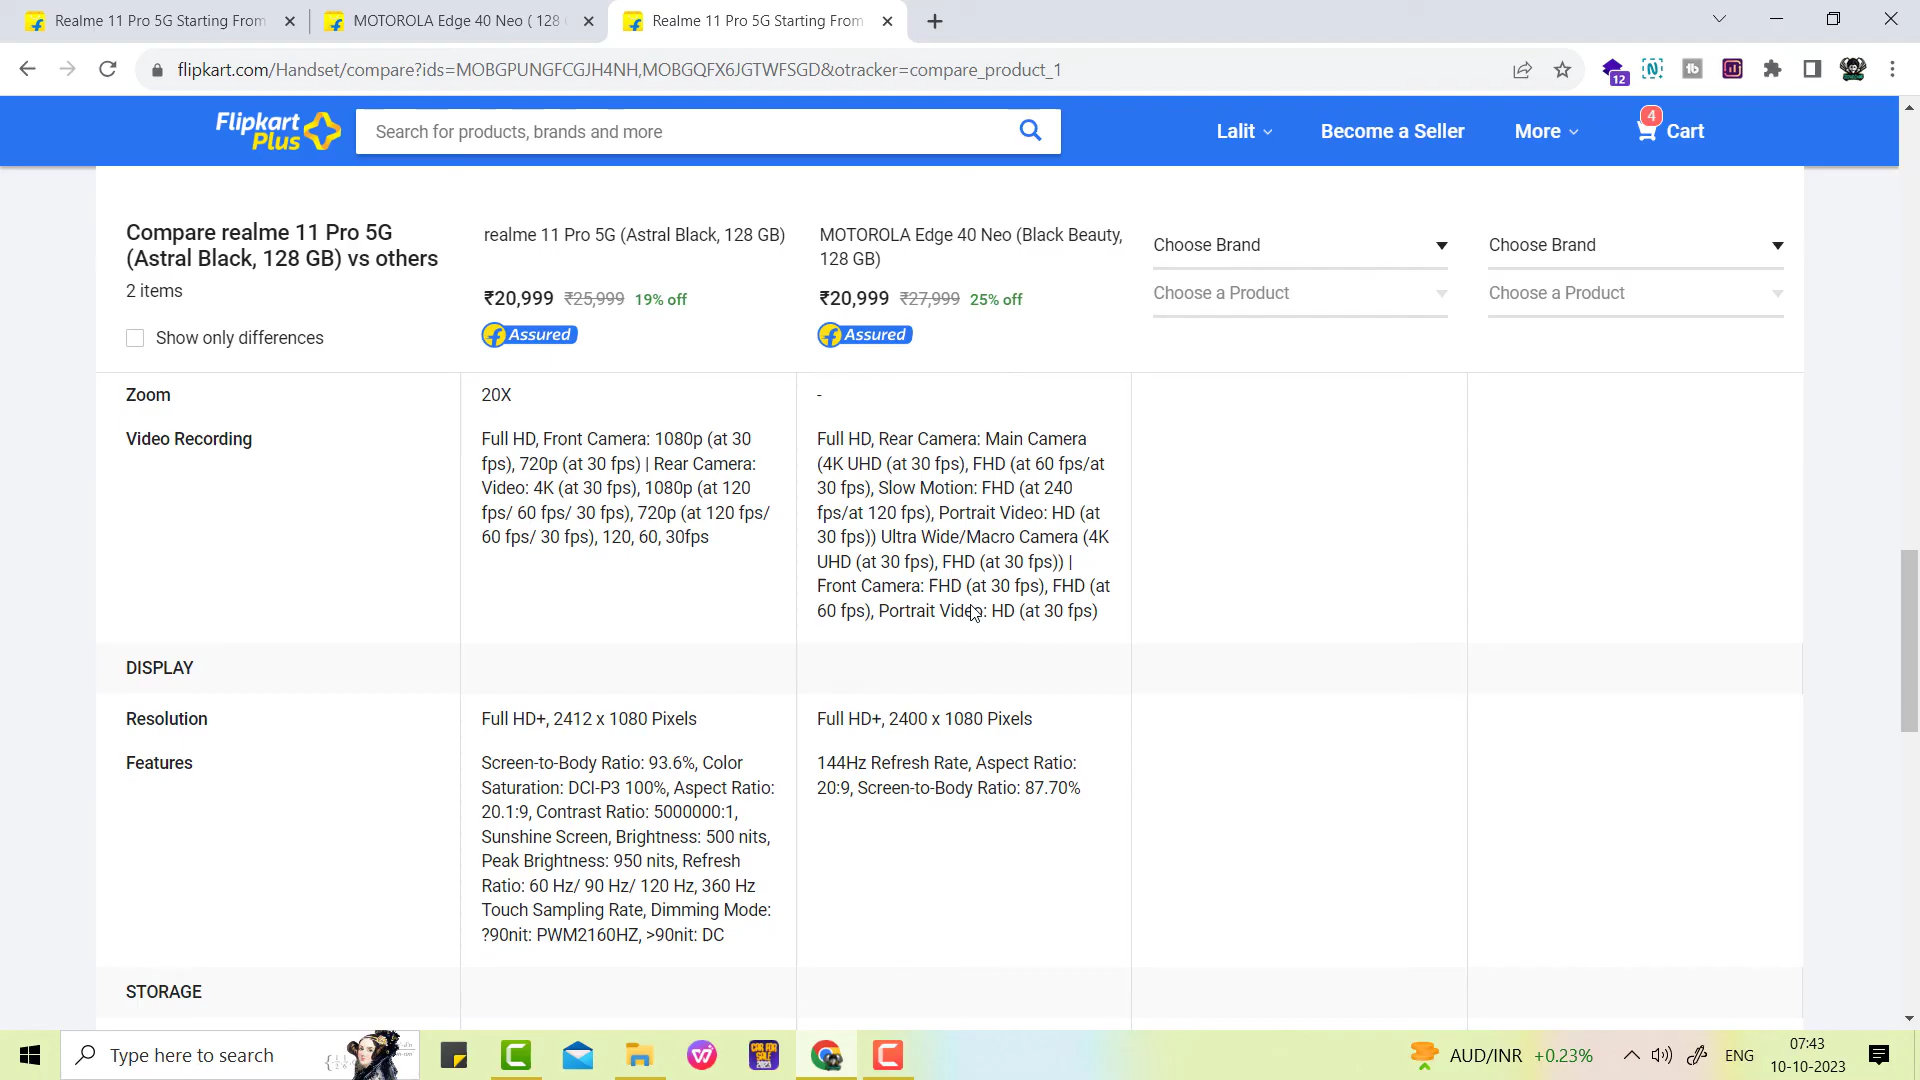 Realme 11 Pro 5G Starting From
MOTOROLA Edge 40 Neo ( 128
Realme 11 Pro 5G Starting From
flipkart.com/Handset/compare?ids=MOBGPUNGFCGJH4NH,MOBGQFX6JGTWFSGD&otracker=compare_product_1
12
Flipkart
Plus
Search for products, brands and more
Lalit
Become a Seller
More
4
Cart
Compare realme 11 Pro 5G
(Astral Black, 128 GB) vs others
2 items
Show only differences
realme 11 Pro 5G (Astral Black, 128 GB)
₹20,999 ₹25,999 19% off
Assured
MOTOROLA Edge 40 Neo (Black Beauty,
128 GB)
₹20,999 ₹27,999 25% off
Assured
Choose Brand
Choose a Product
Choose Brand
Choose a Product
Zoom
20X
-
Video Recording
Full HD, Front Camera: 1080p (at 30
fps), 720p (at 30 fps) | Rear Camera:
Video: 4K (at 30 fps), 1080p (at 120
fps/ 60 fps/ 30 fps), 720p (at 120 fps/
60 fps/ 30 fps), 120, 60, 30fps
Full HD, Rear Camera: Main Camera
(4K UHD (at 30 fps), FHD (at 60 fps/at
30 fps), Slow Motion: FHD (at 240
fps/at 120 fps), Portrait Video: HD (at
30 fps)) Ultra Wide/Macro Camera (4K
UHD (at 30 fps), FHD (at 30 fps)) |
Front Camera: FHD (at 30 fps), FHD (at
60 fps), Portrait Video: HD (at 30 fps)
DISPLAY
Resolution
Full HD+, 2412 x 1080 Pixels
Full HD+, 2400 x 1080 Pixels
Features
Screen-to-Body Ratio: 93.6%, Color
Saturation: DCI-P3 100%, Aspect Ratio:
20.1:9, Contrast Ratio: 5000000:1,
Sunshine Screen, Brightness: 500 nits,
Peak Brightness: 950 nits, Refresh
Ratio: 60 Hz/ 90 Hz/ 120 Hz, 360 Hz
Touch Sampling Rate, Dimming Mode:
?90nit: PWM2160HZ, >90nit: DC
144Hz Refresh Rate, Aspect Ratio:
20:9, Screen-to-Body Ratio: 87.70%
STORAGE
Type here to search
AUD/INR +0.23%
ENG
07:43
10-10-2023